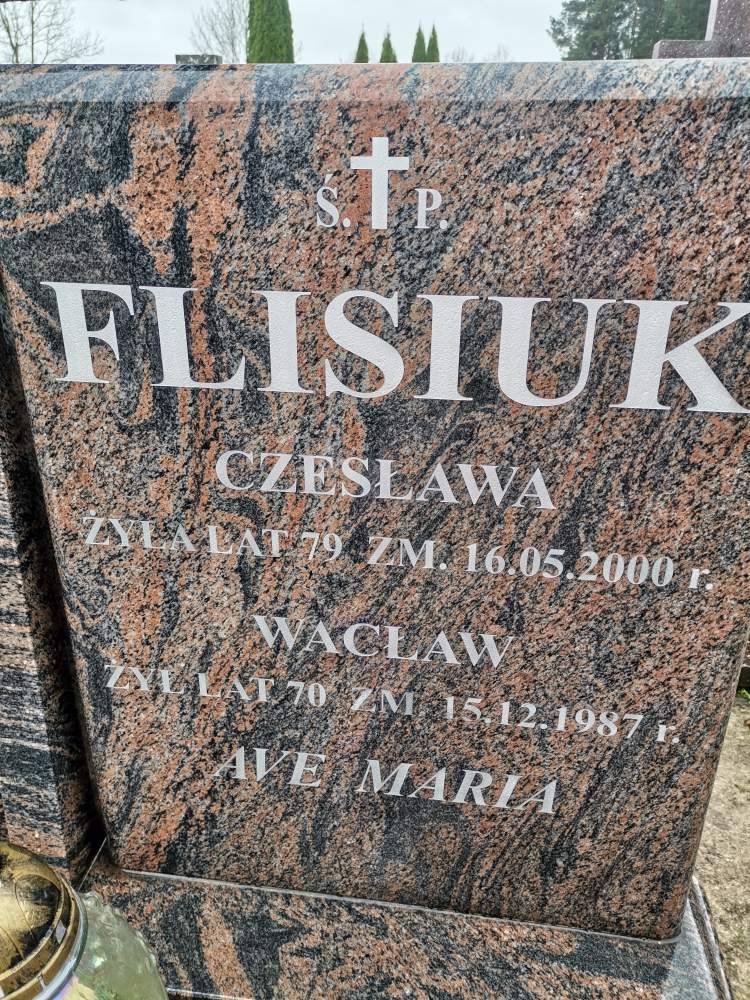 Ś. P.
FLISIUK
CZESŁAWA
ŻYŁA LAT 79 ZM. 16.05.2000 r.
WACŁAW
ŻYŁ LAT 70 ZM 15.12.1987 r.
AVE MARIA